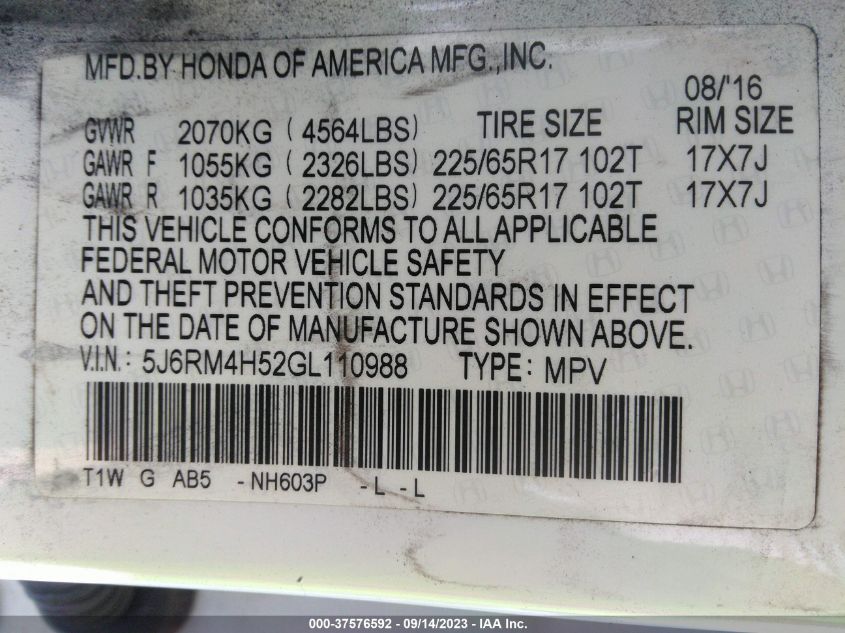 MFD.BY HONDA OF AMERICA MFG.,INC.
08/'16
GVWR 2070KG (4564LBS) TIRE SIZE RIM SIZE
GAWR F 1055KG (2326LBS) 225/65R17 102T 17X7J
GAWR R 1035KG (2282LBS) 225/65R17 102T 17X7J
THIS VEHICLE CONFORMS TO ALL APPLICABLE
FEDERAL MOTOR VEHICLE SAFETY
AND THEFT PREVENTION STANDARDS IN EFFECT
ON THE DATE OF MANUFACTURE SHOWN ABOVE.
V.I.N.: 5J6RM4H52GL110988 TYPE: MPV
T1W G AB5 -NH603P -L -L
000-37576592 - 09/14/2023 - IAA Inc.